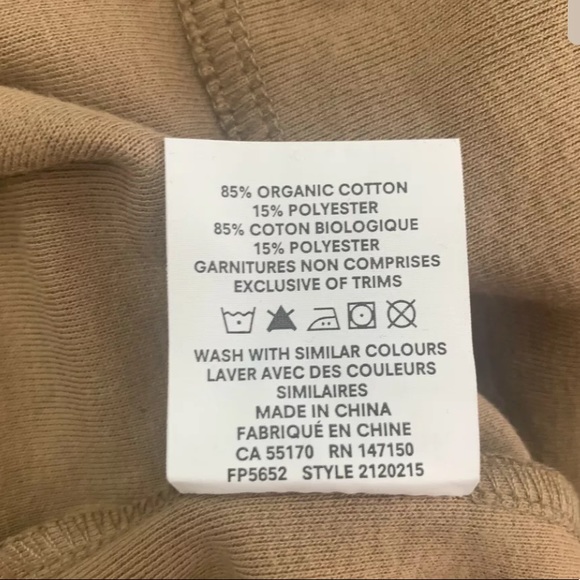 85% ORGANIC COTTON
15% POLYESTER
85% COTON BIOLOGIQUE
15% POLYESTER
GARNITURES NON COMPRISES
EXCLUSIVE OF TRIMS
WASH WITH SIMILAR COLOURS
LAVER AVEC DES COULEURS
SIMILAIRES
MADE IN CHINA
FABRIQUÉ EN CHINE
CA 55170 RN 147150
FP5652 STYLE 2120215